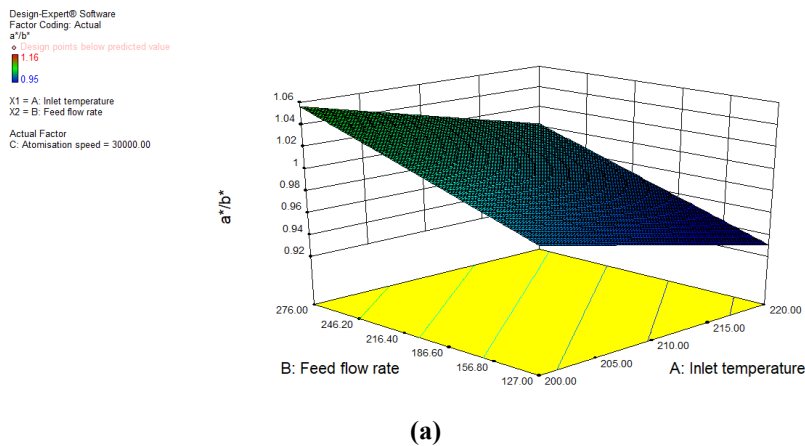 Design-Expert® Software
Factor Coding: Actual
a*/b*
Design points below predicted value
1.16
0.95
X1 = A: Inlet temperature
X2 = B: Feed flow rate
Actual Factor
C: Atomisation speed = 30000.00
1.06
1.04
1.02
1
0.98
0.96
0.94
0.92
a*/b*
276.00
246.20
216.40
186.60
156.80
127.00
200.00
205.00
210.00
215.00
220.00
B: Feed flow rate
A: Inlet temperature
(a)